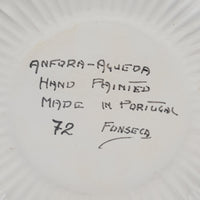 ANFORA-AGUEDA
HAND PAINTED
MADE IN PORTUGAL
72 FONSECA